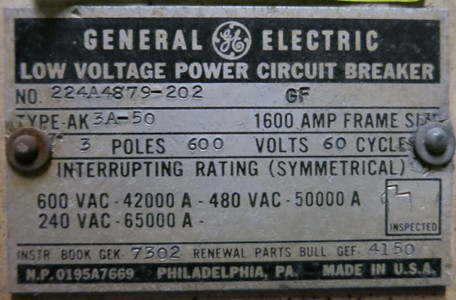 GENERAL GE ELECTRIC
LOW VOLTAGE POWER CIRCUIT BREAKER
NO. 224A4879-202 GF
TYPE-AK 3A-50 1600 AMP FRAME SIZE
3 POLES 600 VOLTS 60 CYCLES
INTERRUPTING RATING (SYMMETRICAL)
600 VAC - 42000 A - 480 VAC - 50000 A
240 VAC - 65000 A -
INSPECTED
INSTR BOOK GEK- 7302 RENEWAL PARTS BULL GEF- 4150
N.P. 0195A7669 PHILADELPHIA, PA. MADE IN U.S.A.